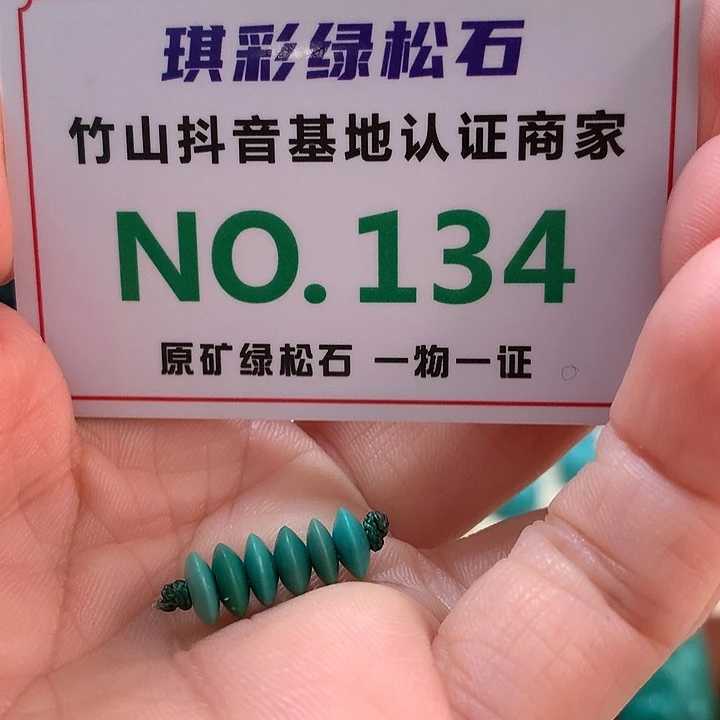 琪彩绿松石
竹山抖音基地认证商家
NO.134
原矿绿松石 一物一证